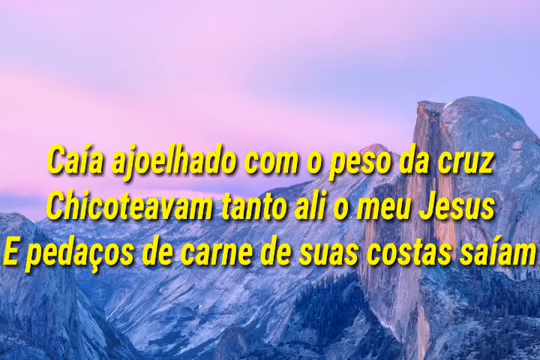 Caía ajoelhado com o peso da cruz
Chicoteavam tanto ali o meu Jesus
E pedaços de carne de suas costas saíam